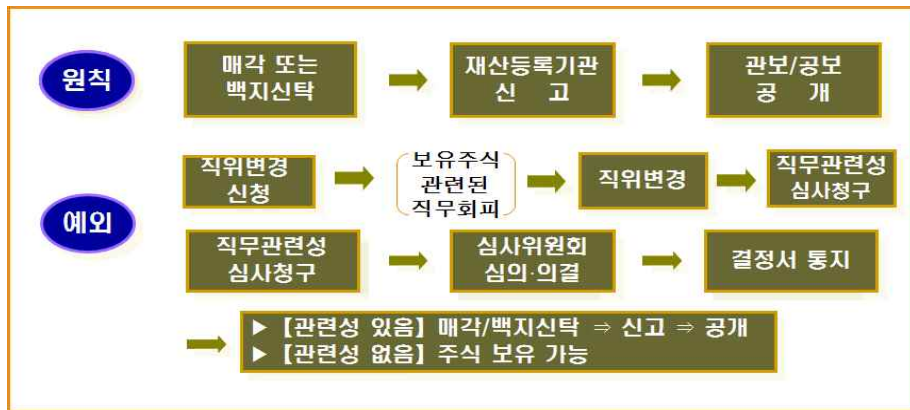 원칙
매각 또는
백지신탁
재산등록기관
신 고
관보/공보
공 개
예외
직위변경
신청
보유주식
관련된
직무회피
직위변경
직무관련성
심사청구
직무관련성
심사청구
심사위원회
심의·의결
결정서 통지
▶【관련성 있음】매각/백지신탁 ⇒ 신고 ⇒ 공개
▶【관련성 없음】주식 보유 가능